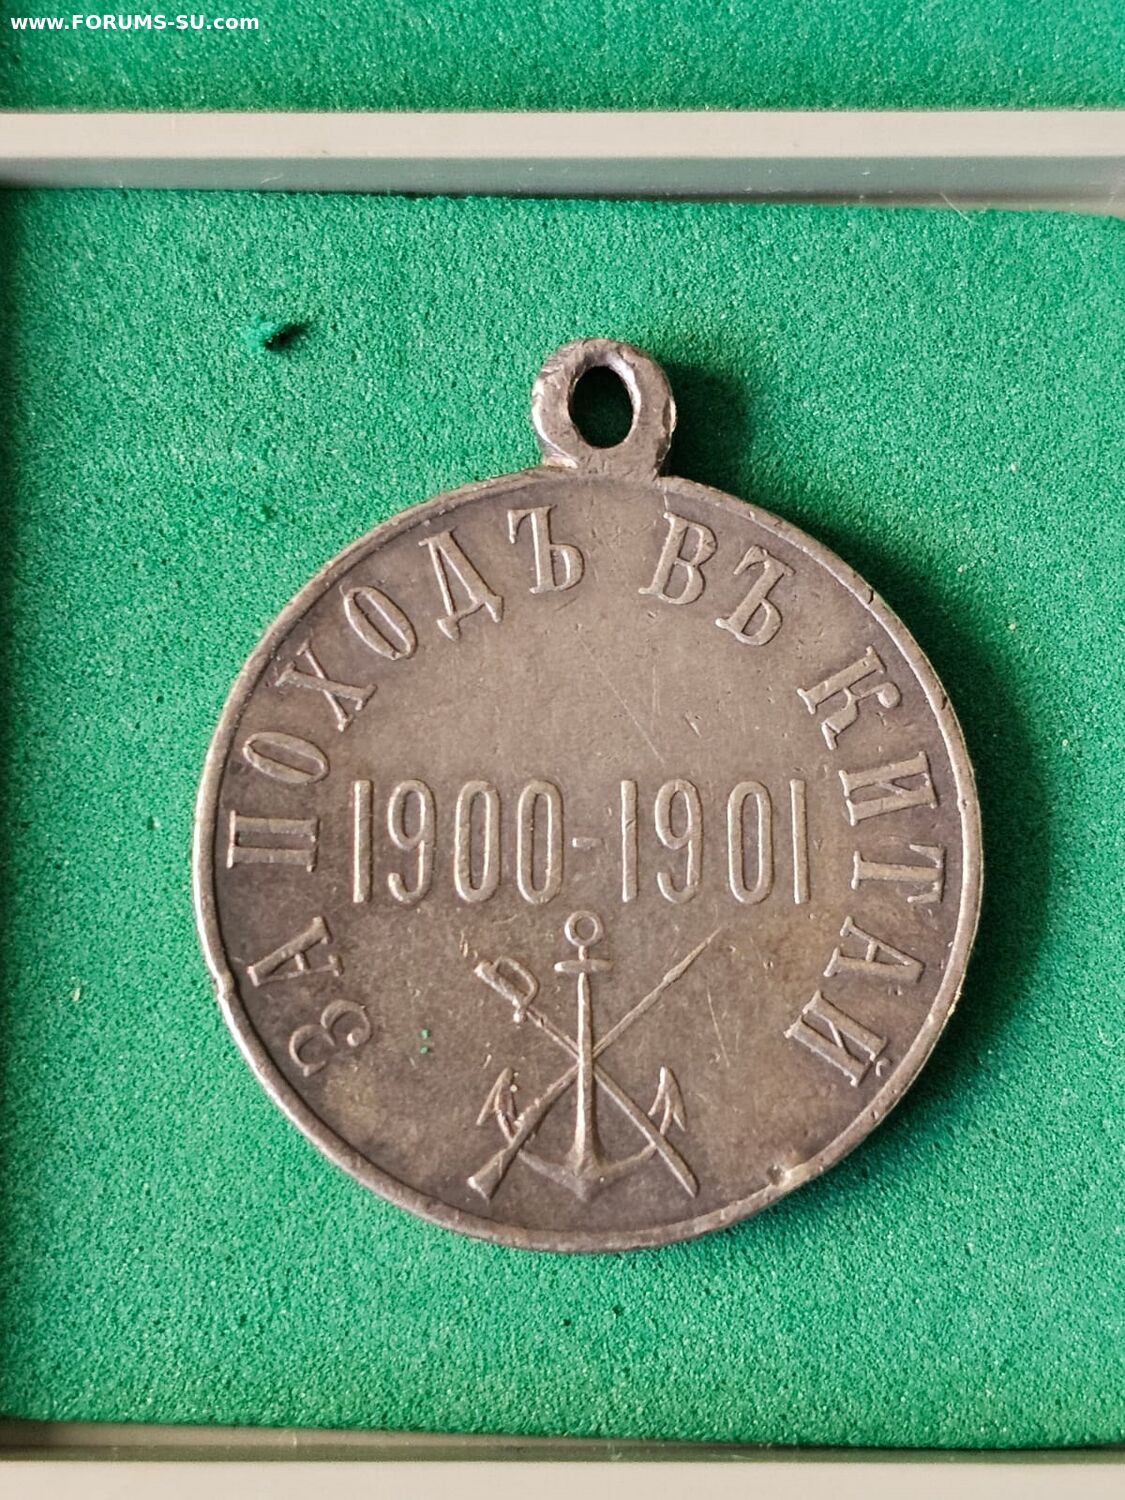 www.FORUMS-SU.com
ЗА ПОХОДЪ ВЪ КИТАЙ
1900-1901